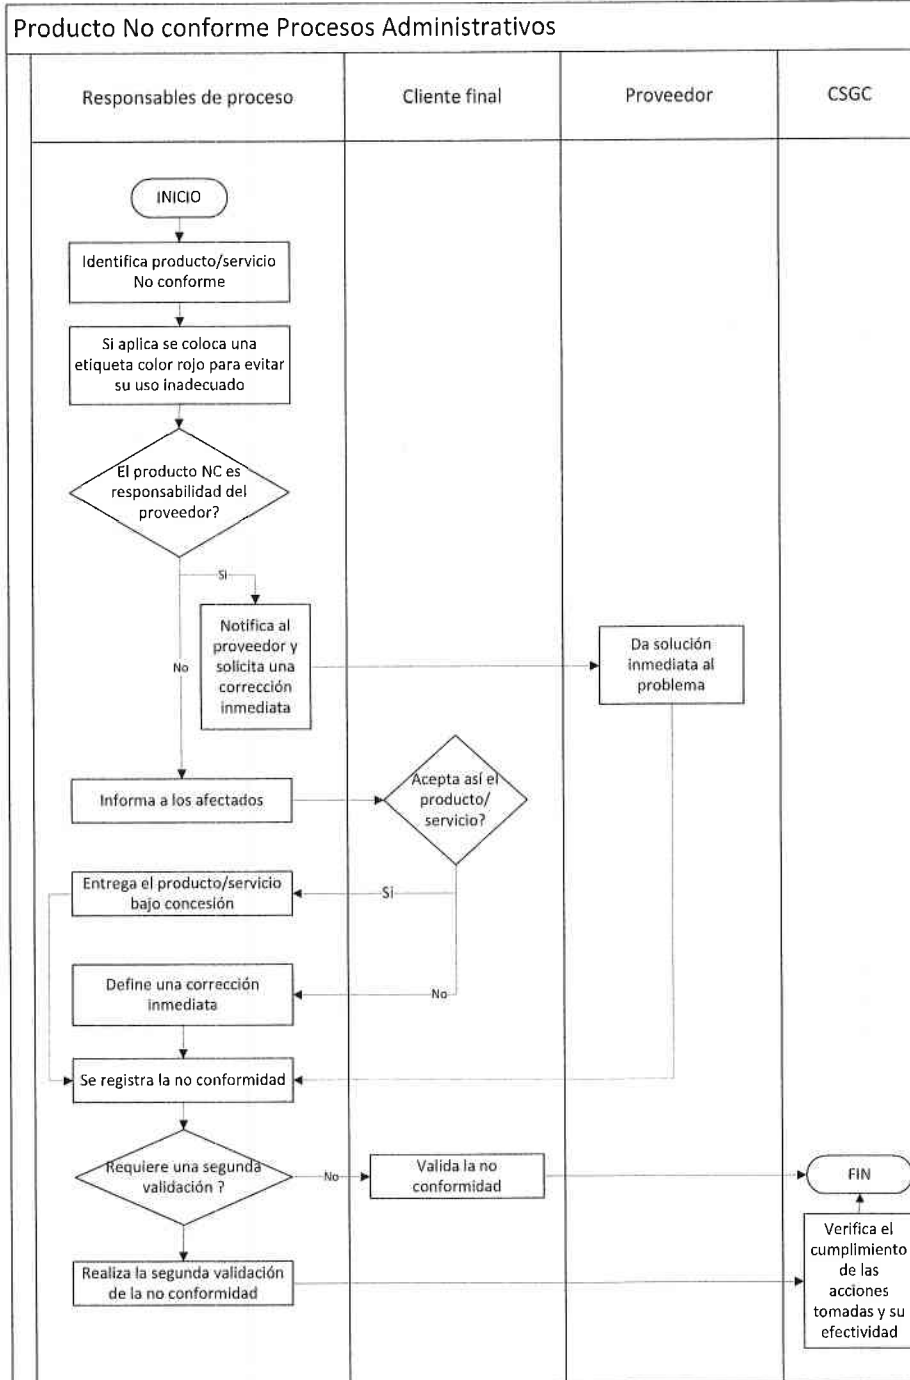 Producto No conforme Procesos Administrativos
Responsables de proceso
Cliente final
Proveedor
CSGC
INICIO
Identifica producto/servicio
No conforme
Si aplica se coloca una
etiqueta color rojo para evitar
su uso inadecuado
El producto NC es
responsabilidad del
proveedor?
Si
Notifica al
proveedor y
solicita una
corrección
inmediata
Da solución
inmediata al
problema
No
Informa a los afectados
Acepta así el
producto/
servicio?
Entrega el producto/servicio
bajo concesión
Si
Define una corrección
inmediata
No
Se registra la no conformidad
Requiere una segunda
validación ?
No
Valida la no
conformidad
FIN
Realiza la segunda validación
de la no conformidad
Verifica el
cumplimiento
de las
acciones
tomadas y su
efectividad